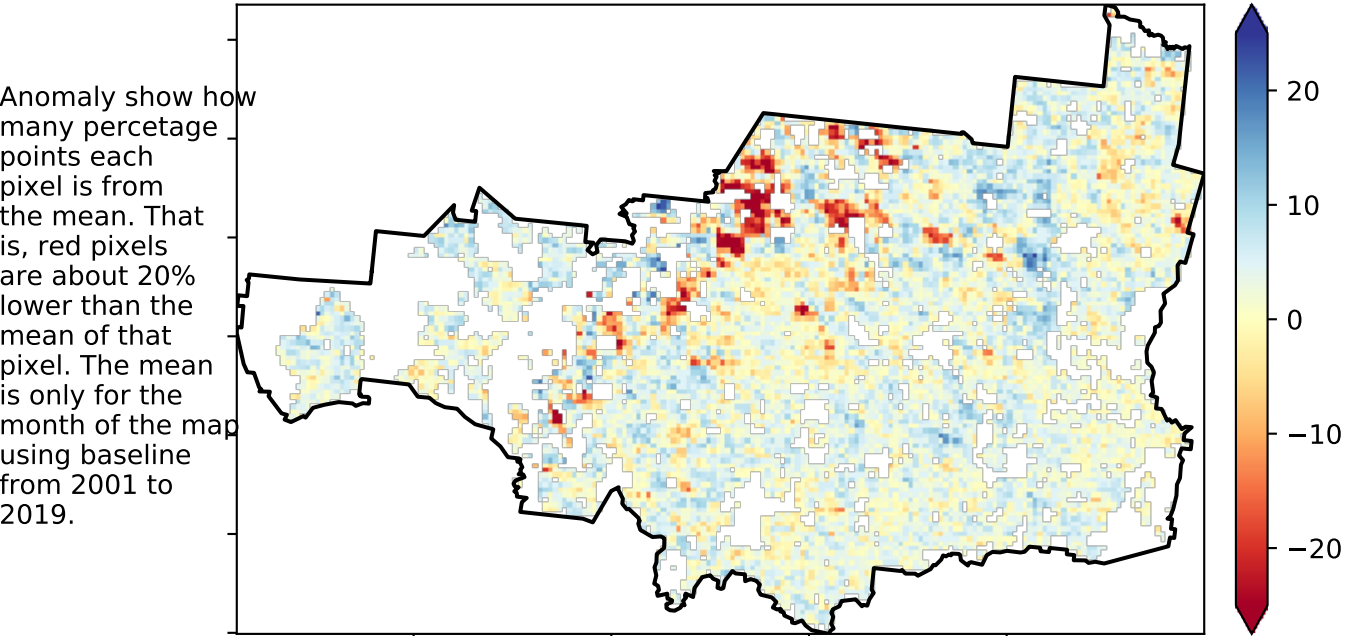 Anomaly show how
many percetage
points each
pixel is from
the mean. That
is, red pixels
are about 20%
lower than the
mean of that
pixel. The mean
is only for the
month of the map
using baseline
from 2001 to
2019.
20
10
0
−10
−20